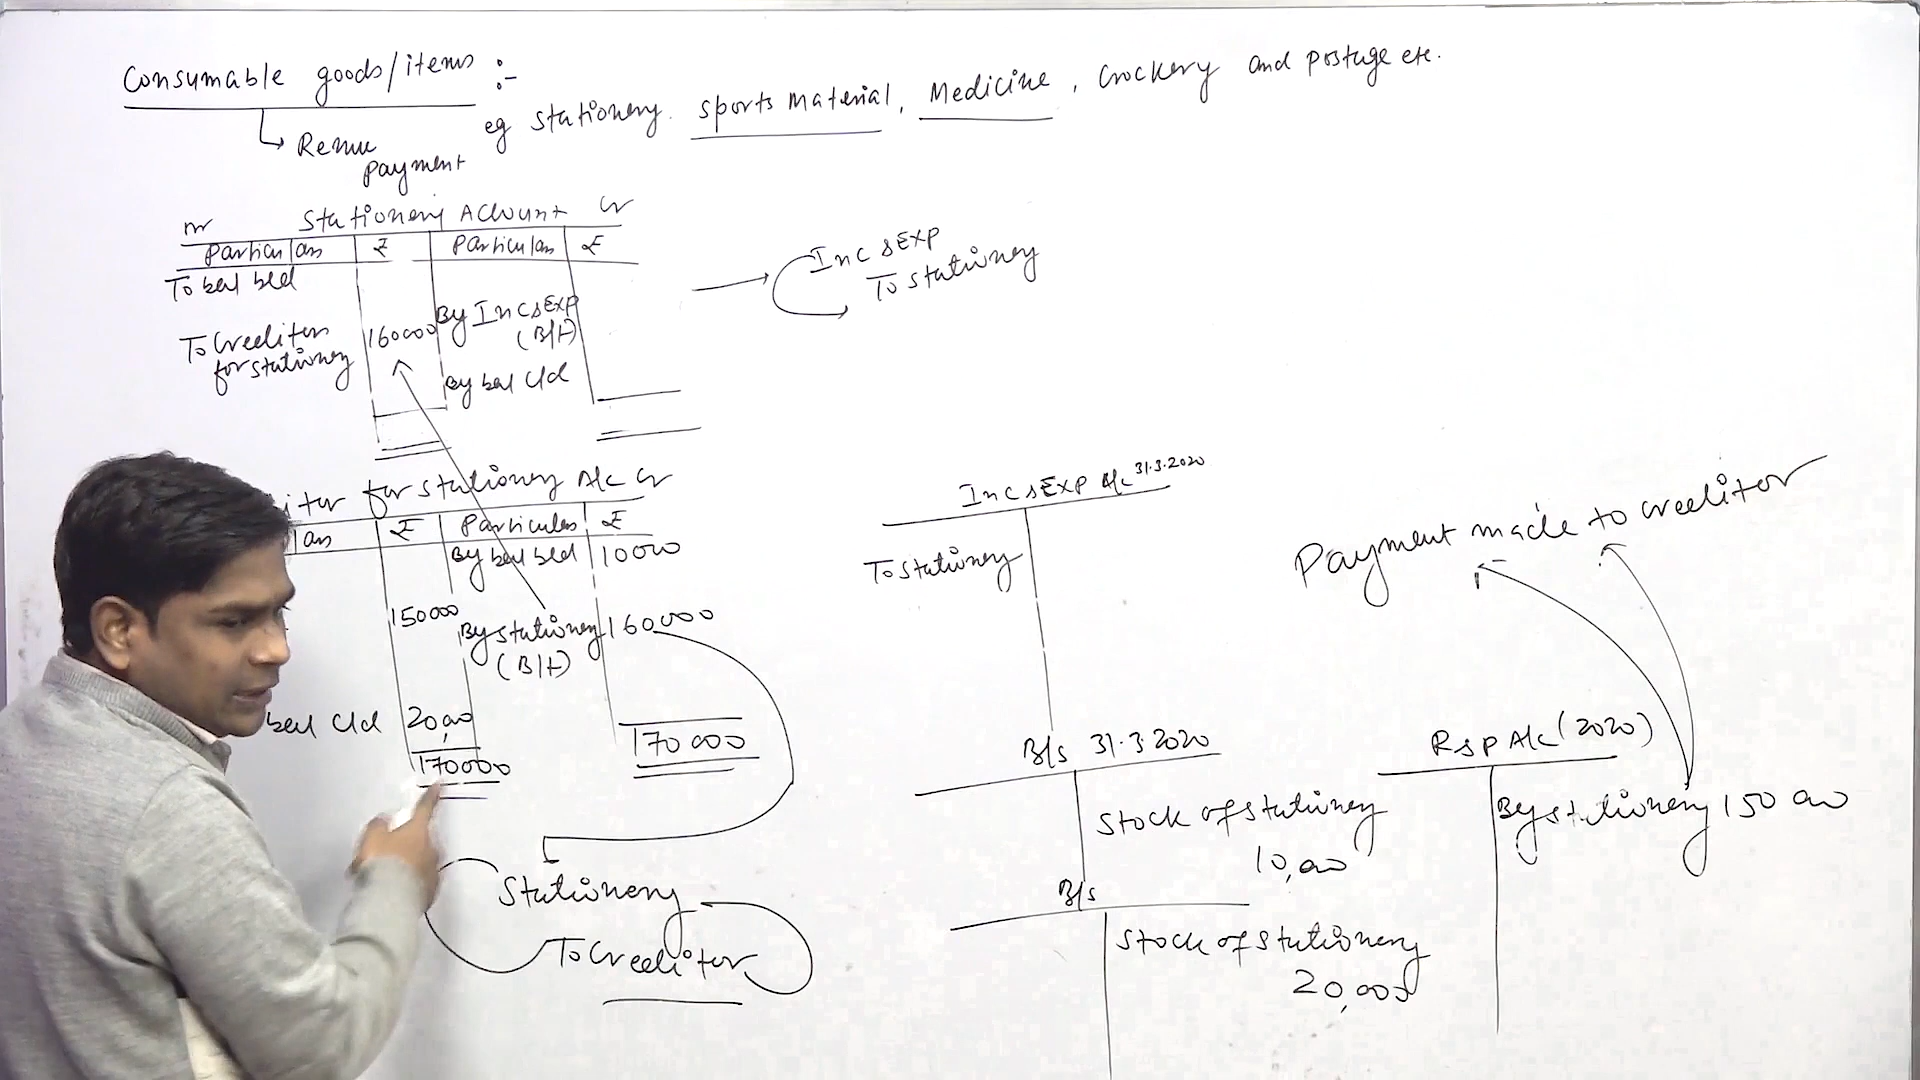 Consumable goods/items :-
eg stationery, sports material, Medicine, Crockery and postage etc.
payment
Stationery Account Cr
Particulars ₹ Particulars ₹
To bal b/d
To Creditors for stationery 160000 By Inc & Exp (B/f)
By bal c/d
Inc & Exp
To stationery
itor for stationery A/c Cr
ars ₹ Particulars ₹
By bal b/d 10000
150000 By stationery (B/f) 160000
bal c/d 20,000
170000 170000
Stationery
To Creditor
Inc & Exp A/c 31.3.2020
To stationery
B/s 31.3.2020
Stock of stationery
10,000
B/s
Stock of stationery
20,000
Payment made to creditor
R & P A/c (2020)
By stationery 150000